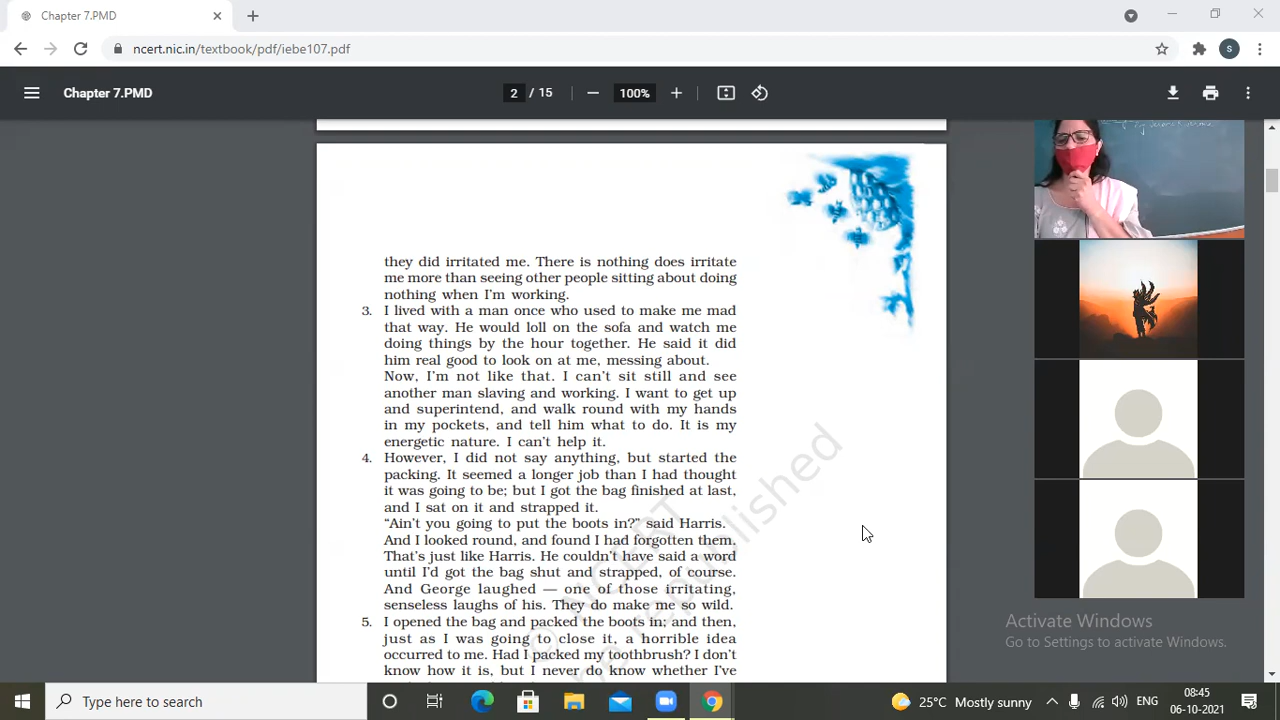 Chapter 7.PMD
ncert.nic.in/textbook/pdf/iebe107.pdf
S
Chapter 7.PMD
2 / 15
100%
they did irritated me. There is nothing does irritate
me more than seeing other people sitting about doing
nothing when I'm working.
3. I lived with a man once who used to make me mad
that way. He would loll on the sofa and watch me
doing things by the hour together. He said it did
him real good to look on at me, messing about.
Now, I'm not like that. I can't sit still and see
another man slaving and working. I want to get up
and superintend, and walk round with my hands
in my pockets, and tell him what to do. It is my
energetic nature. I can't help it.
4. However, I did not say anything, but started the
packing. It seemed a longer job than I had thought
it was going to be; but I got the bag finished at last,
and I sat on it and strapped it.
“Ain't you going to put the boots in?” said Harris.
And I looked round, and found I had forgotten them.
That's just like Harris. He couldn't have said a word
until I'd got the bag shut and strapped, of course.
And George laughed — one of those irritating,
senseless laughs of his. They do make me so wild.
5. I opened the bag and packed the boots in; and then,
just as I was going to close it, a horrible idea
occurred to me. Had I packed my toothbrush? I don't
know how it is, but I never do know whether I've
© NCERT
republished
Activate Windows
Go to Settings to activate Windows.
Type here to search
25°C Mostly sunny
ENG
08:45
06-10-2021